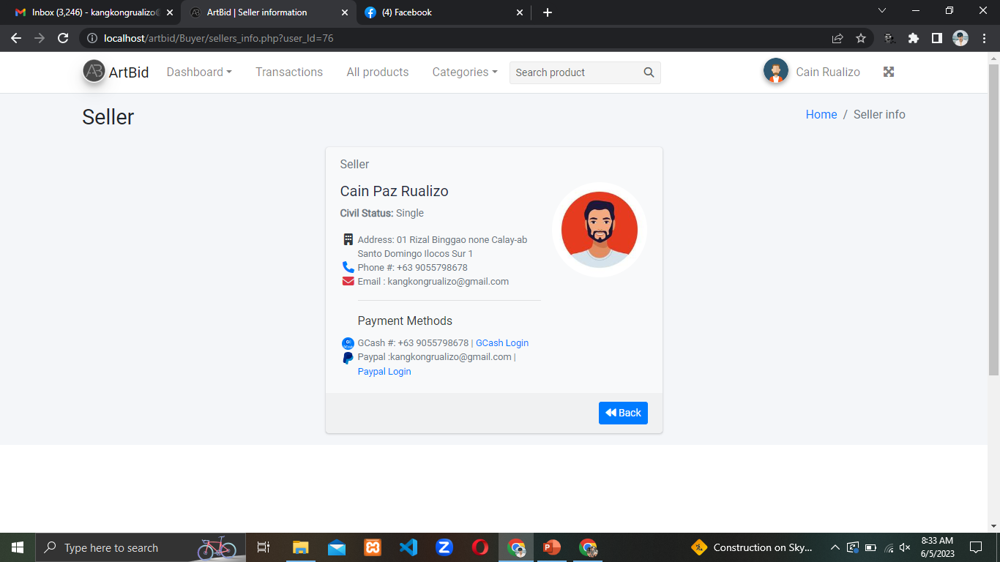 Inbox (3,246) - kangkongrualizo@
ArtBid | Seller information
(4) Facebook
localhost/artbid/Buyer/sellers_info.php?user_Id=76
AB ArtBid Dashboard Transactions All products Categories Search product Cain Rualizo
Seller
Home / Seller info
Seller
Cain Paz Rualizo
Civil Status: Single
Address: 01 Rizal Binggao none Calay-ab
Santo Domingo Ilocos Sur 1
Phone #: +63 9055798678
Email : kangkongrualizo@gmail.com
Payment Methods
GCash #: +63 9055798678 | GCash Login
Paypal :kangkongrualizo@gmail.com |
Paypal Login
Back
Type here to search
Construction on Sky...
8:33 AM
6/5/2023